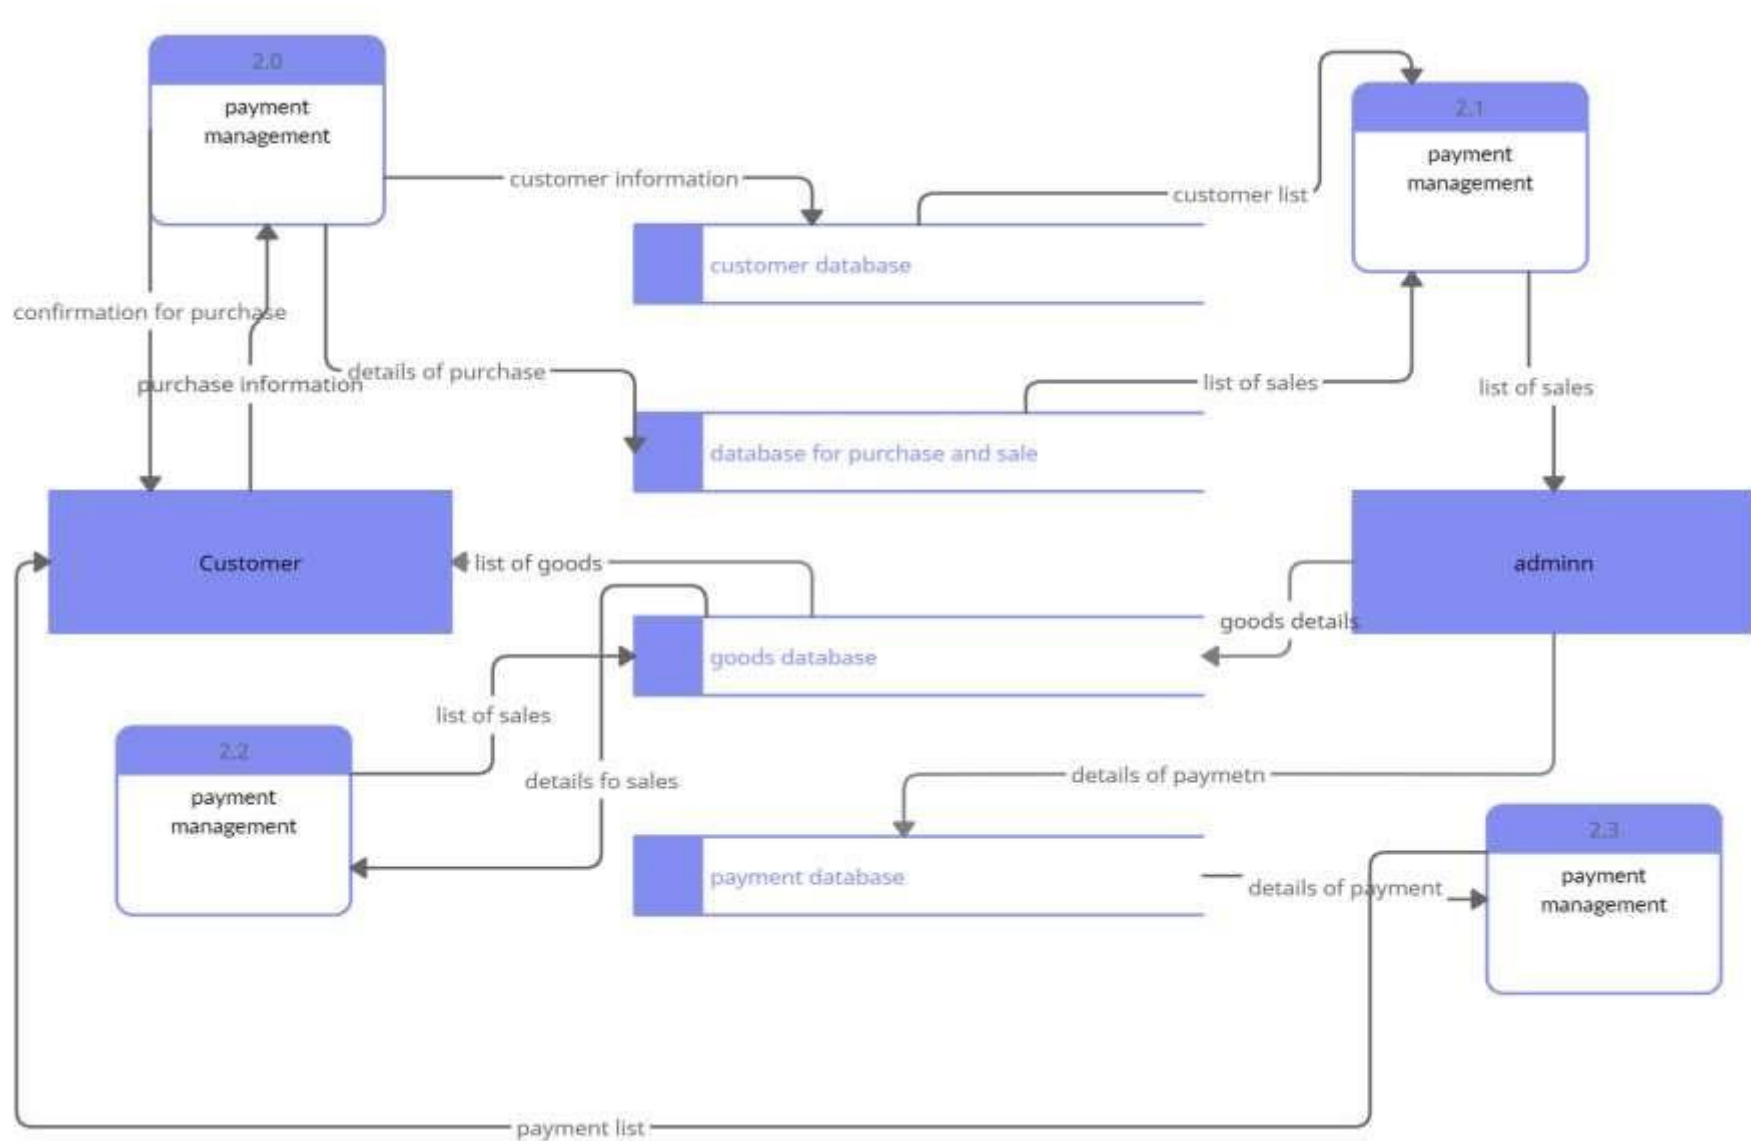 2.0
payment
management
2.1
payment
management
customer information
customer list
customer database
confirmation for purchase
purchase information
details of purchase
list of sales
list of sales
database for purchase and sale
Customer
list of goods
adminn
goods details
goods database
list of sales
2.2
payment
management
details fo sales
details of paymetn
2.3
payment
management
payment database
details of payment
payment list